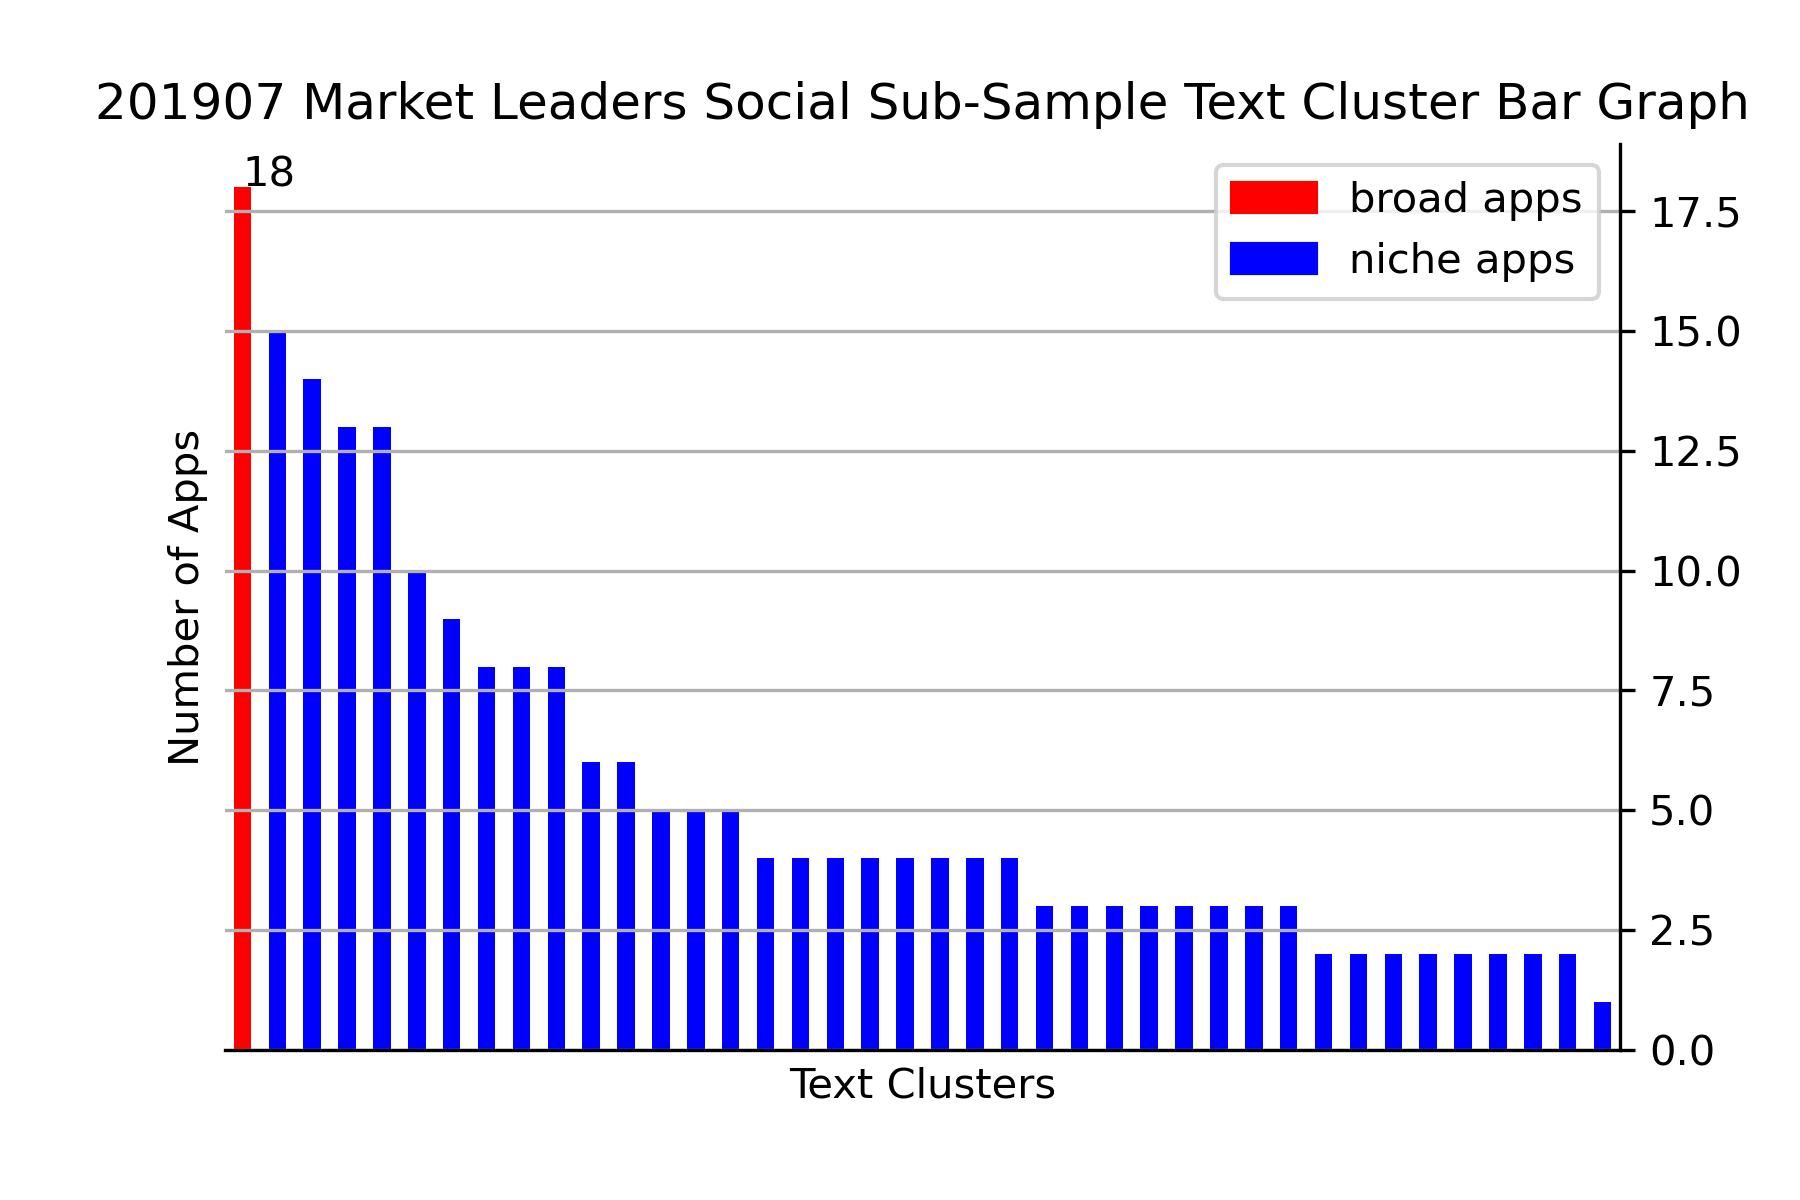 201907 Market Leaders Social Sub-Sample Text Cluster Bar Graph
18
broad apps
niche apps
17.5
15.0
12.5
10.0
7.5
5.0
2.5
0.0
Number of Apps
Text Clusters